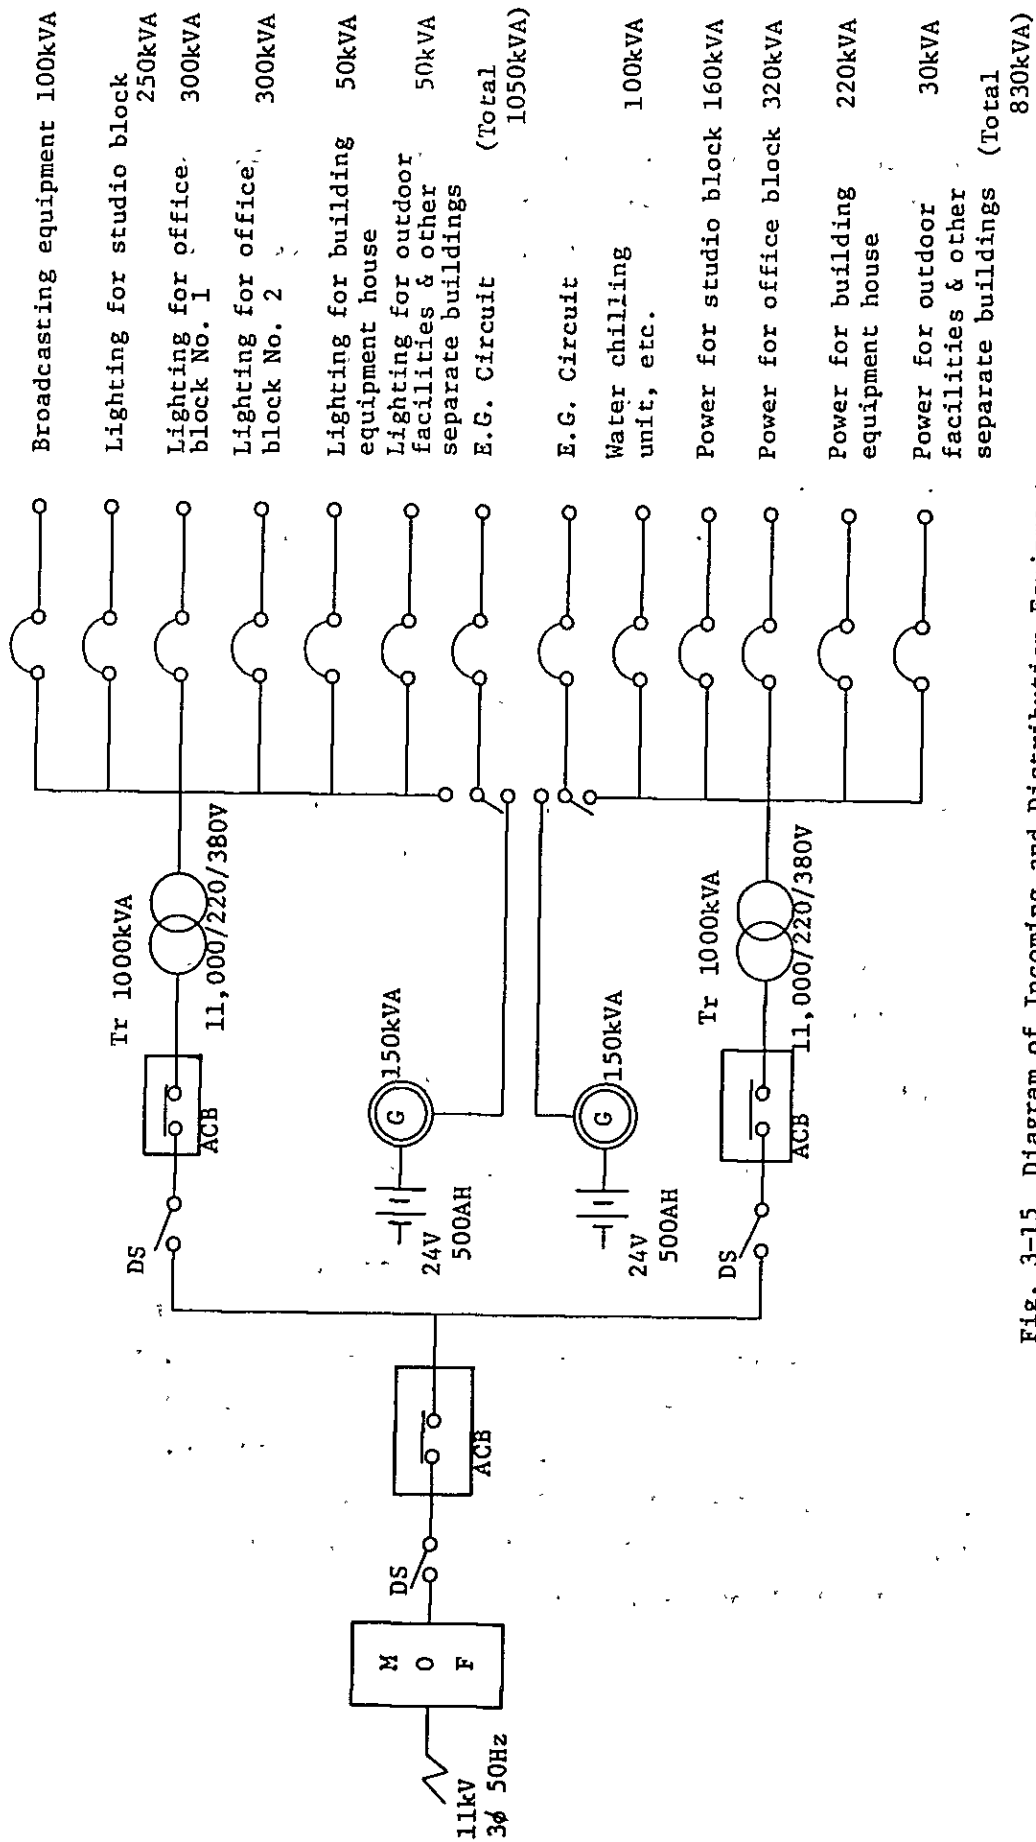 11kV
3ø 50Hz
M O F
DS
ACB
DS
ACB
Tr 1000kVA
11,000/220/380V
24V
500AH
G
150kVA
24V
500AH
G
150kVA
DS
ACB
Tr 1000kVA
11,000/220/380V
Broadcasting equipment 100kVA
Lighting for studio block
250kVA
Lighting for office 300kVA
block No. 1
Lighting for office 300kVA
block No. 2
Lighting for building 50kVA
equipment house
Lighting for outdoor 50kVA
facilities & other
separate buildings
E.G. Circuit (Total
1050kVA)
E.G. Circuit
Water chilling 100kVA
unit, etc.
Power for studio block 160kVA
Power for office block 320kVA
Power for building 220kVA
equipment house
Power for outdoor 30kVA
facilities & other
separate buildings (Total
830kVA)
Fig. 3-15 Diagram of Incoming and Distribution